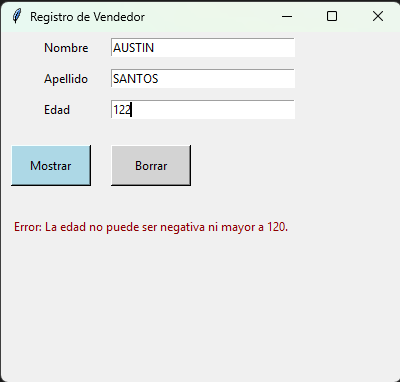 Registro de Vendedor
Nombre AUSTIN
Apellido SANTOS
Edad 122
Mostrar Borrar
Error: La edad no puede ser negativa ni mayor a 120.